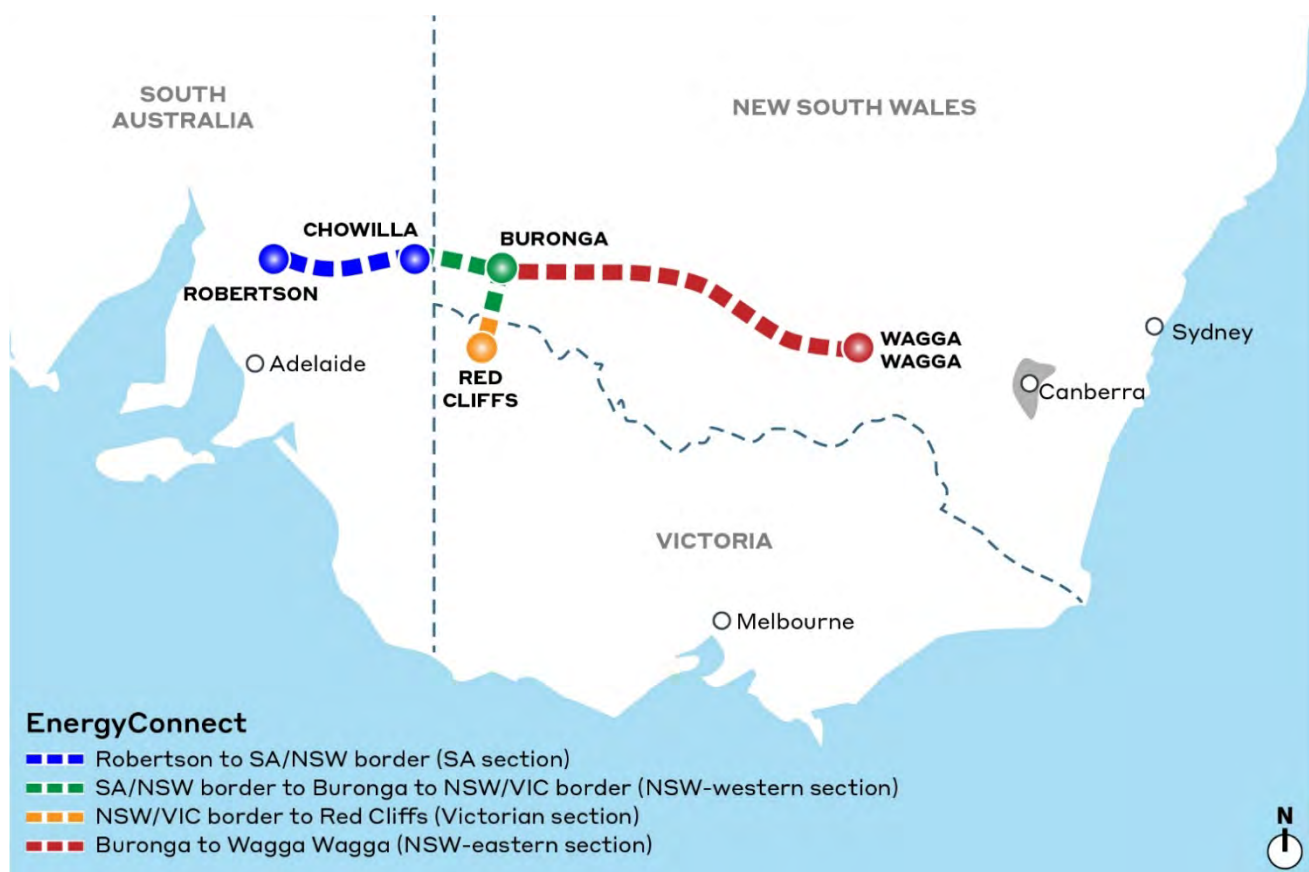 SOUTH
AUSTRALIA
NEW SOUTH WALES
CHOWILLA
BURONGA
ROBERTSON
WAGGA
WAGGA
Sydney
Adelaide
RED
CLIFFS
Canberra
VICTORIA
Melbourne
EnergyConnect
Robertson to SA/NSW border (SA section)
SA/NSW border to Buronga to NSW/VIC border (NSW-western section)
NSW/VIC border to Red Cliffs (Victorian section)
Buronga to Wagga Wagga (NSW-eastern section)
N